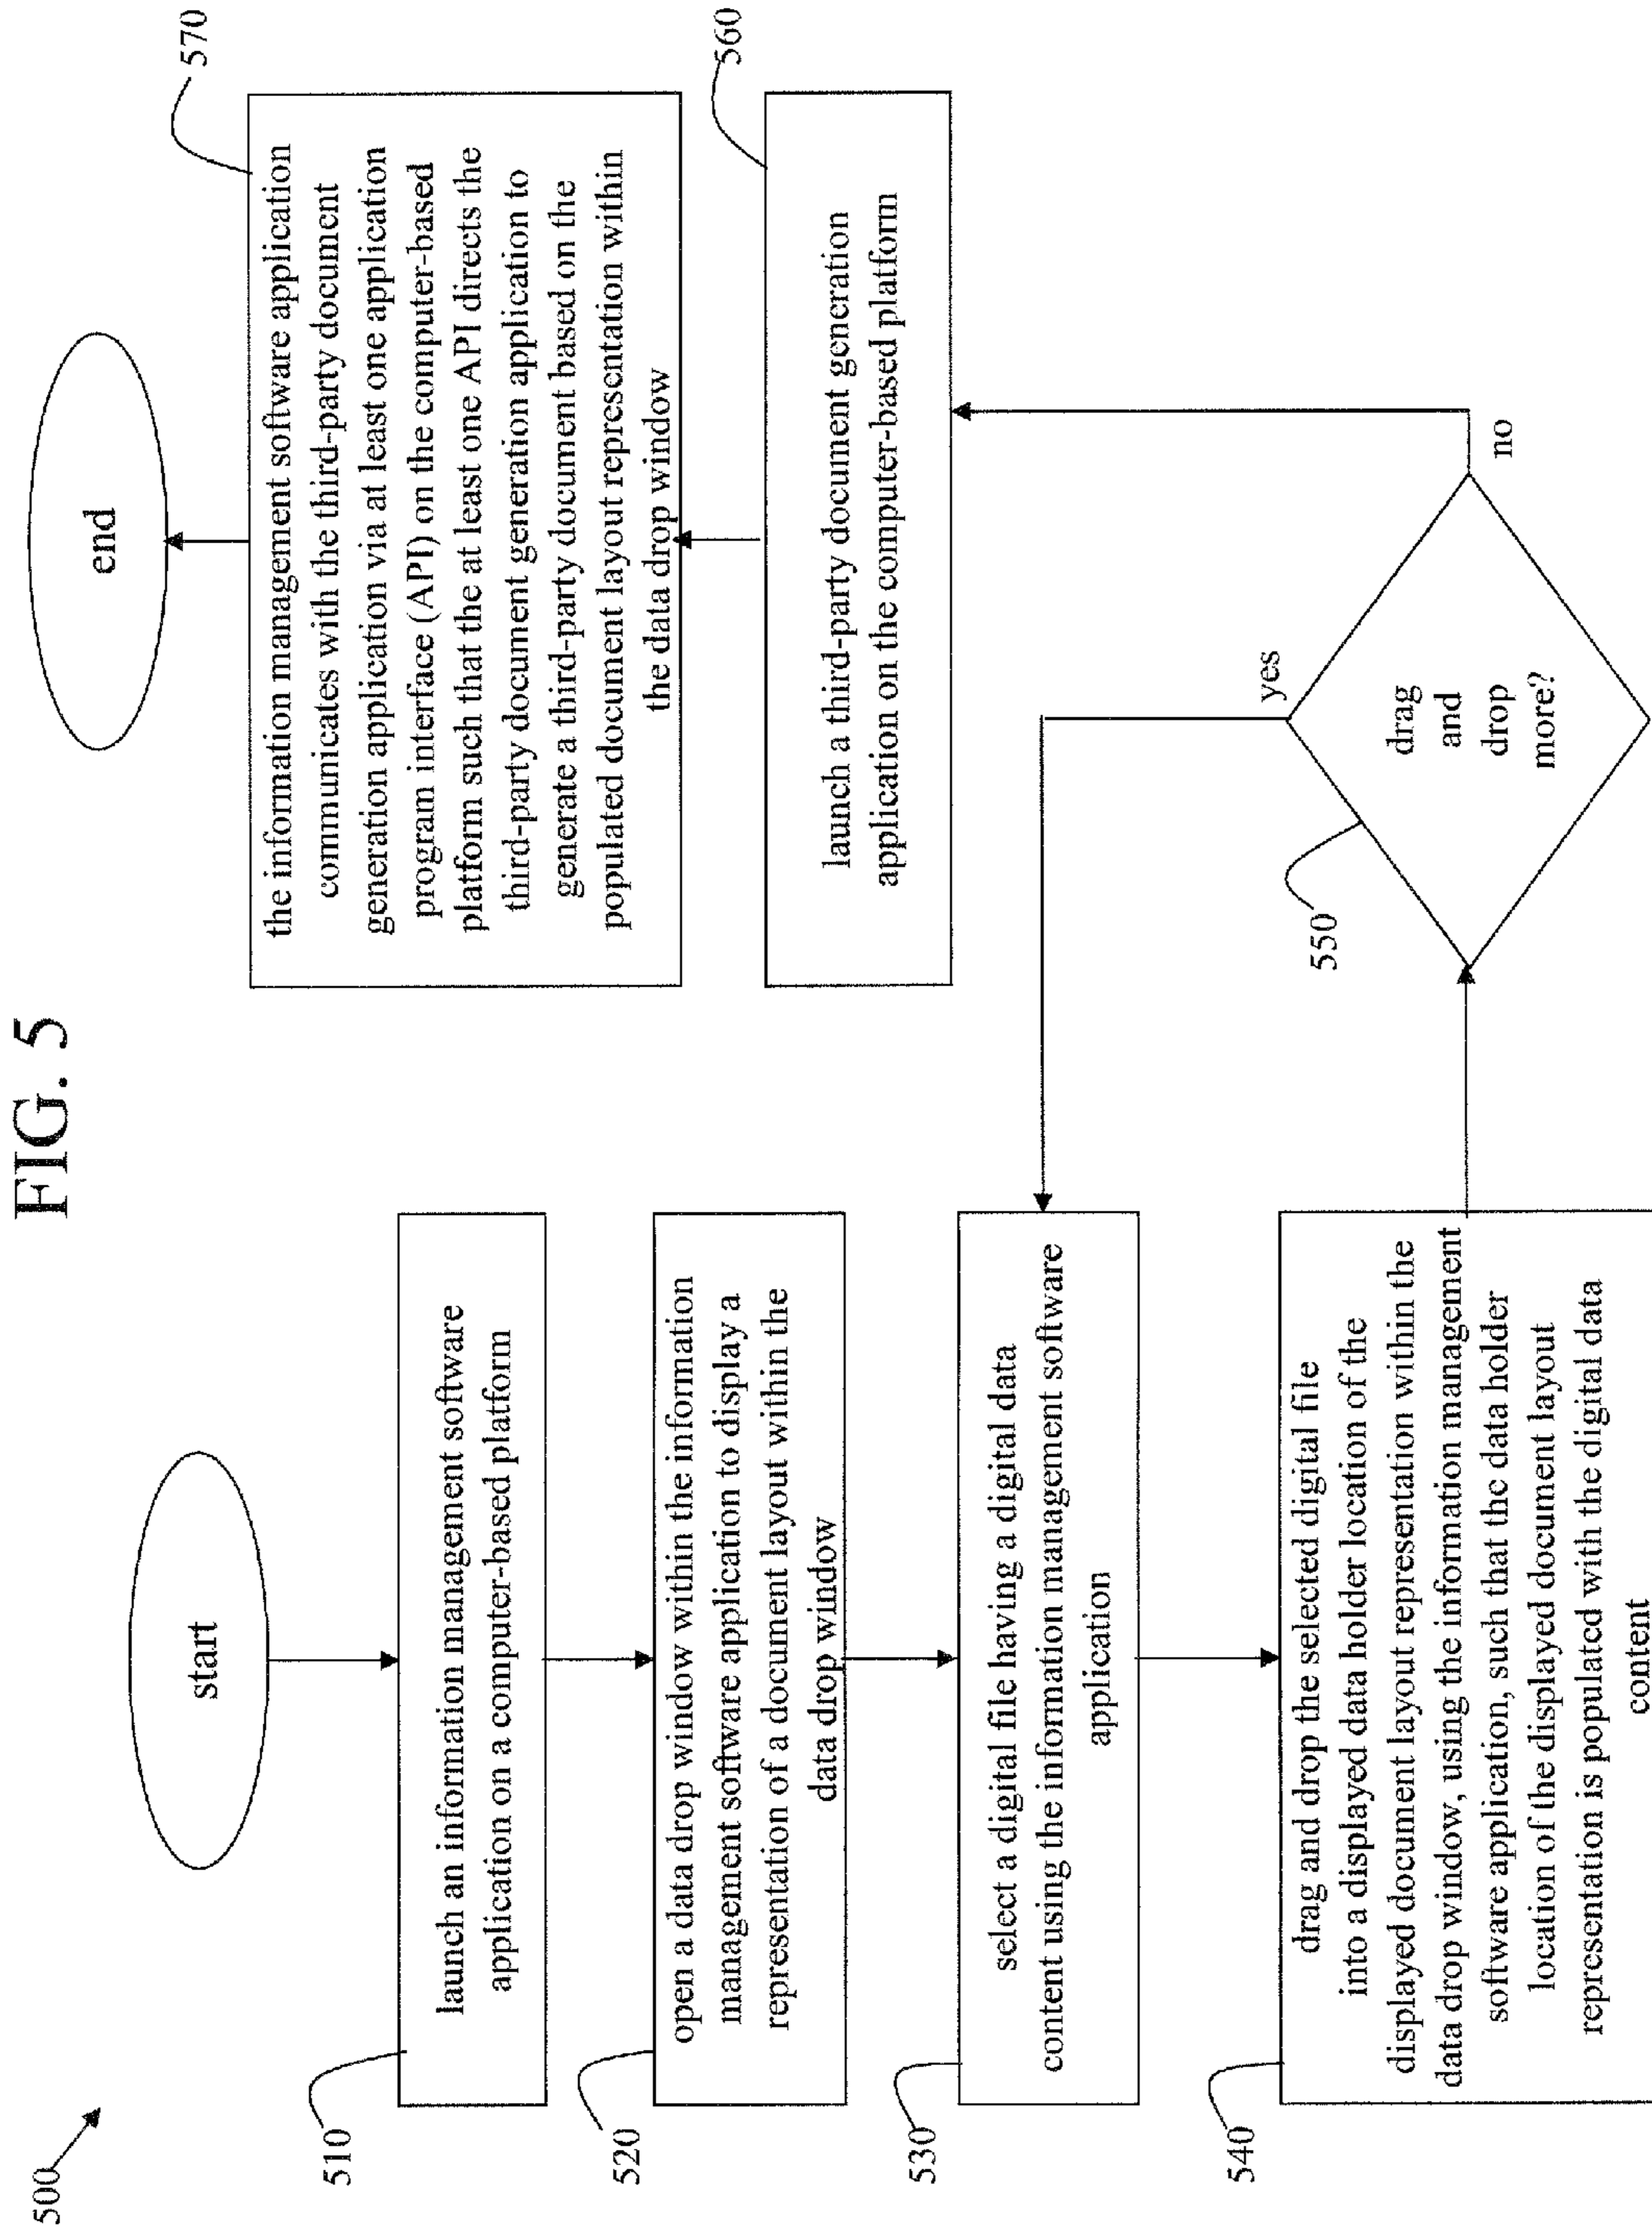 FIG. 5
500
start
510
launch an information management software
application on a computer-based platform
520
open a data drop window within the information
management software application to display a
representation of a document layout within the
data drop window
530
select a digital file having a digital data
content using the information management software
application
540
drag and drop the selected digital file
into a displayed data holder location of the
displayed document layout representation within the
data drop window, using the information management
software application, such that the data holder
location of the displayed document layout
representation is populated with the digital data
content
550
drag
and
drop
more?
yes
no
560
launch a third-party document generation
application on the computer-based platform
570
the information management software application
communicates with the third-party document
generation application via at least one application
program interface (API) on the computer-based
platform such that the at least one API directs the
third-party document generation application to
generate a third-party document based on the
populated document layout representation within
the data drop window
end